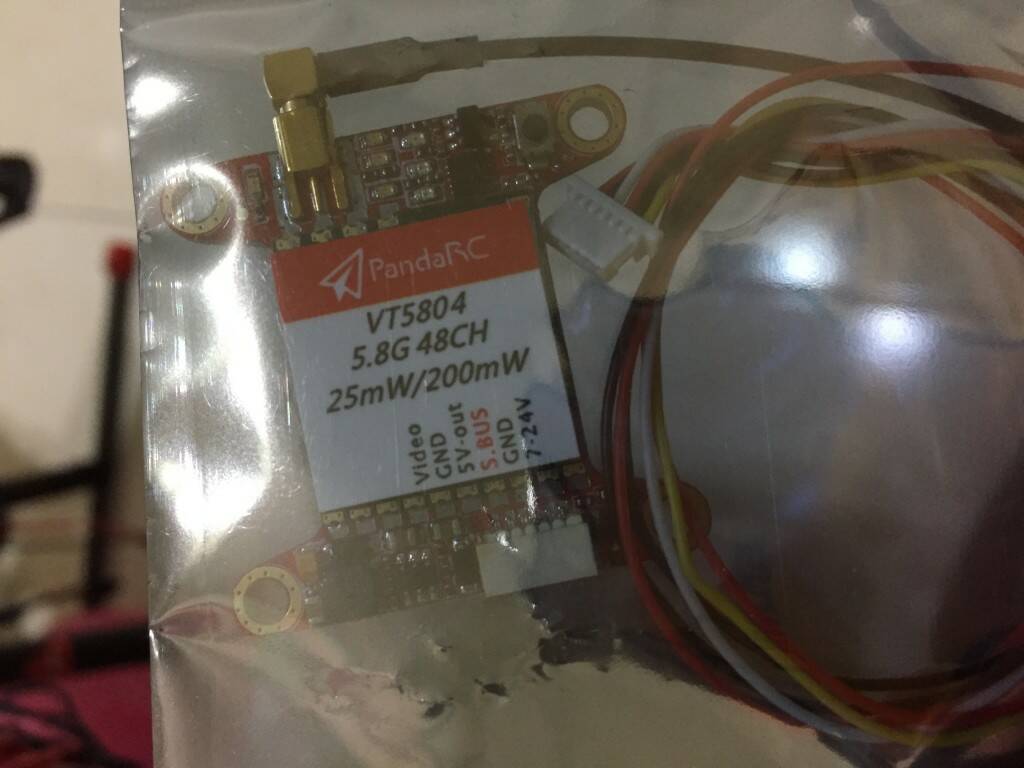 PandaRC
VT5804
5.8G 48CH
25mW/200mW
Video
GND
5V-out
S.BUS
GND
7-24V